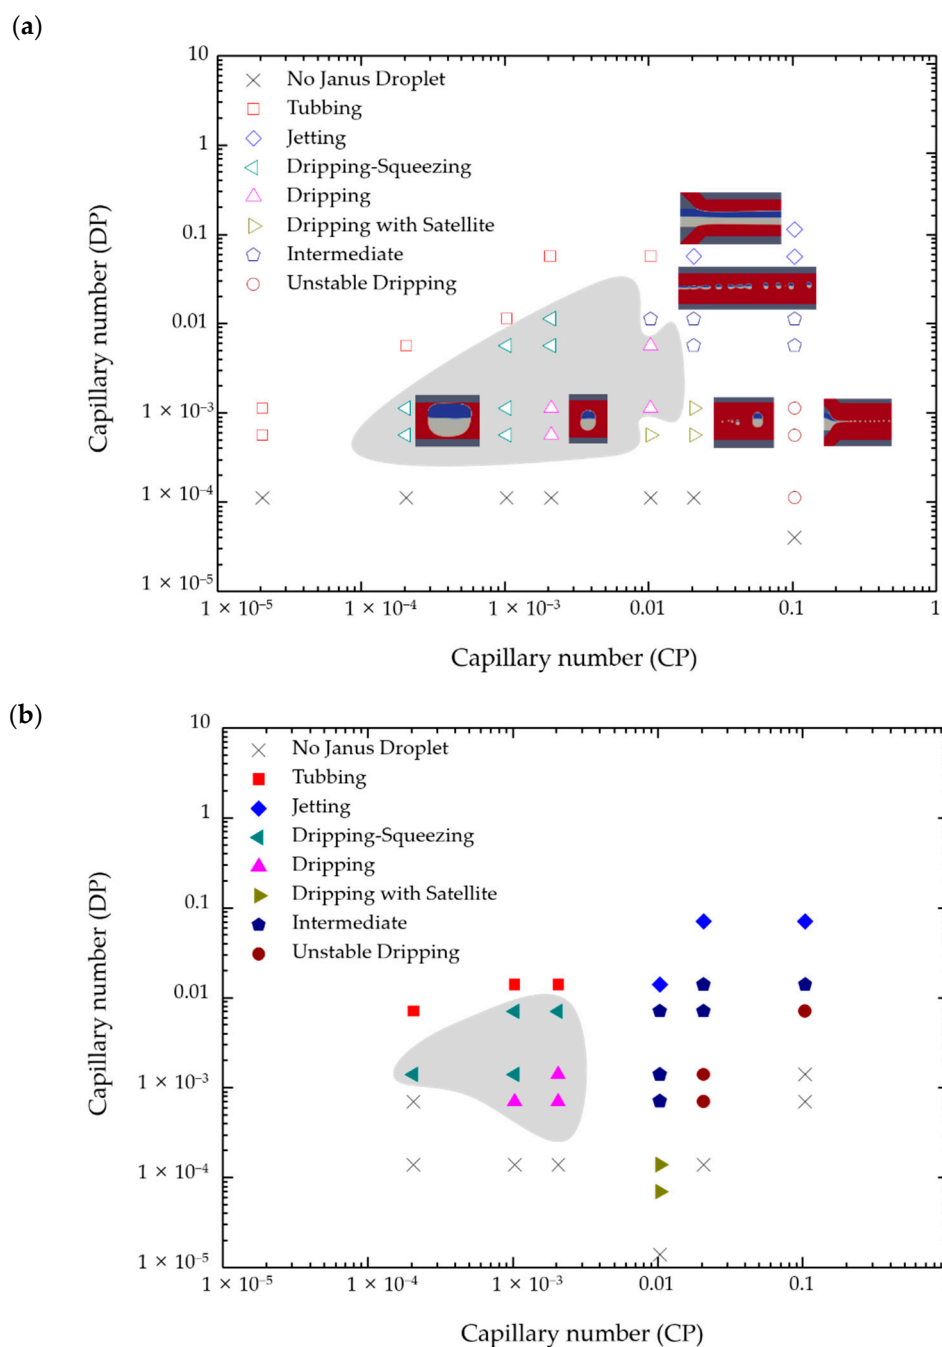 (a)
10
1
0.1
0.01
1 × 10⁻³
1 × 10⁻⁴
1 × 10⁻⁵
Capillary number (DP)
No Janus Droplet
Tubbing
Jetting
Dripping-Squeezing
Dripping
Dripping with Satellite
Intermediate
Unstable Dripping
1 × 10⁻⁵
1 × 10⁻⁴
1 × 10⁻³
0.01
0.1
1
Capillary number (CP)
(b)
10
1
0.1
0.01
1 × 10⁻³
1 × 10⁻⁴
1 × 10⁻⁵
Capillary number (DP)
No Janus Droplet
Tubbing
Jetting
Dripping-Squeezing
Dripping
Dripping with Satellite
Intermediate
Unstable Dripping
1 × 10⁻⁵
1 × 10⁻⁴
1 × 10⁻³
0.01
0.1
Capillary number (CP)